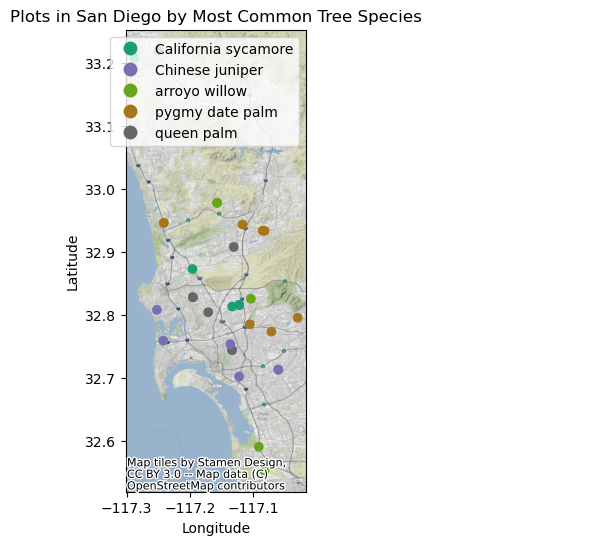 Plots in San Diego by Most Common Tree Species
California sycamore
Chinese juniper
arroyo willow
pygmy date palm
queen palm
33.2
33.1
33.0
32.9
32.8
32.7
32.6
Latitude
Map tiles by Stamen Design,
CC BY 3.0 -- Map data (C)
OpenStreetMap contributors
−117.3 −117.2 −117.1
Longitude